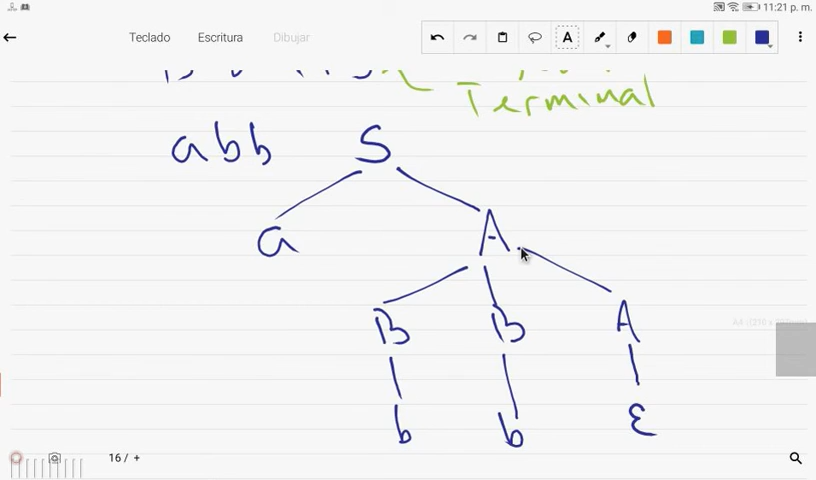 11:21 p. m.
Teclado Escritura Dibujar A
Terminal
abb S
a A
B B A
b b ε
16 / +